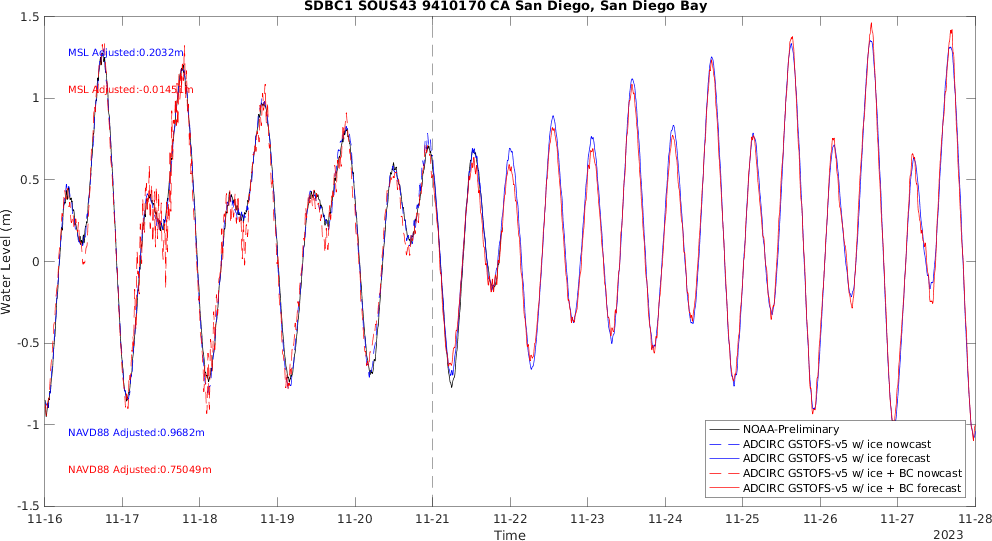 SDBC1 SOUS43 9410170 CA San Diego, San Diego Bay
1.5
MSL Adjusted:0.2032m
1
0.5
0
-0.5
-1
-1.5
Water Level (m)
NAVD88 Adjusted:0.9682m
NAVD88 Adjusted:0.75049m
NOAA-Preliminary
ADCIRC GSTOFS-v5 w/ ice nowcast
ADCIRC GSTOFS-v5 w/ ice forecast
ADCIRC GSTOFS-v5 w/ ice + BC nowcast
ADCIRC GSTOFS-v5 w/ ice + BC forecast
11-16 11-17 11-18 11-19 11-20 11-21 11-22 11-23 11-24 11-25 11-26 11-27 11-28
Time
2023